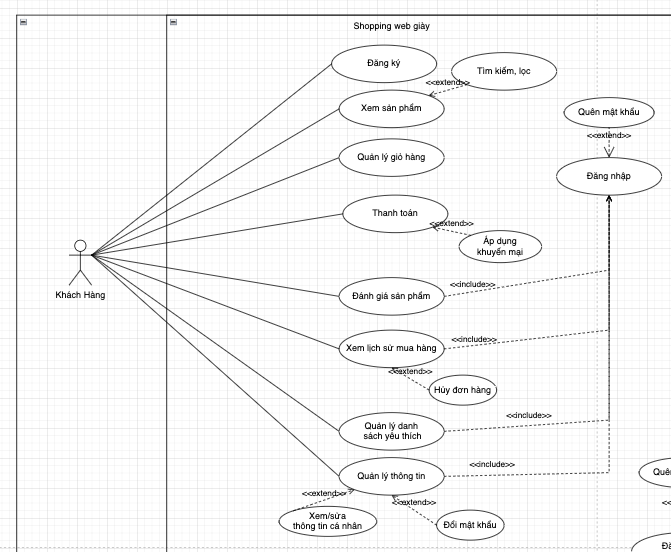 Shopping web giày
Đăng ký
Tìm kiếm, lọc
<<extend>>
Xem sản phẩm
Quên mật khẩu
<<extend>>
Quản lý giỏ hàng
Đăng nhập
Thanh toán
<<extend>>
Áp dụng
khuyến mại
Khách Hàng
Đánh giá sản phẩm
<<include>>
Xem lịch sử mua hàng
<<include>>
<<extend>>
Hủy đơn hàng
Quản lý danh
sách yêu thích
<<include>>
Quản lý thông tin
<<include>>
<<extend>>
<<extend>>
Xem/sửa
thông tin cá nhân
Đổi mật khẩu